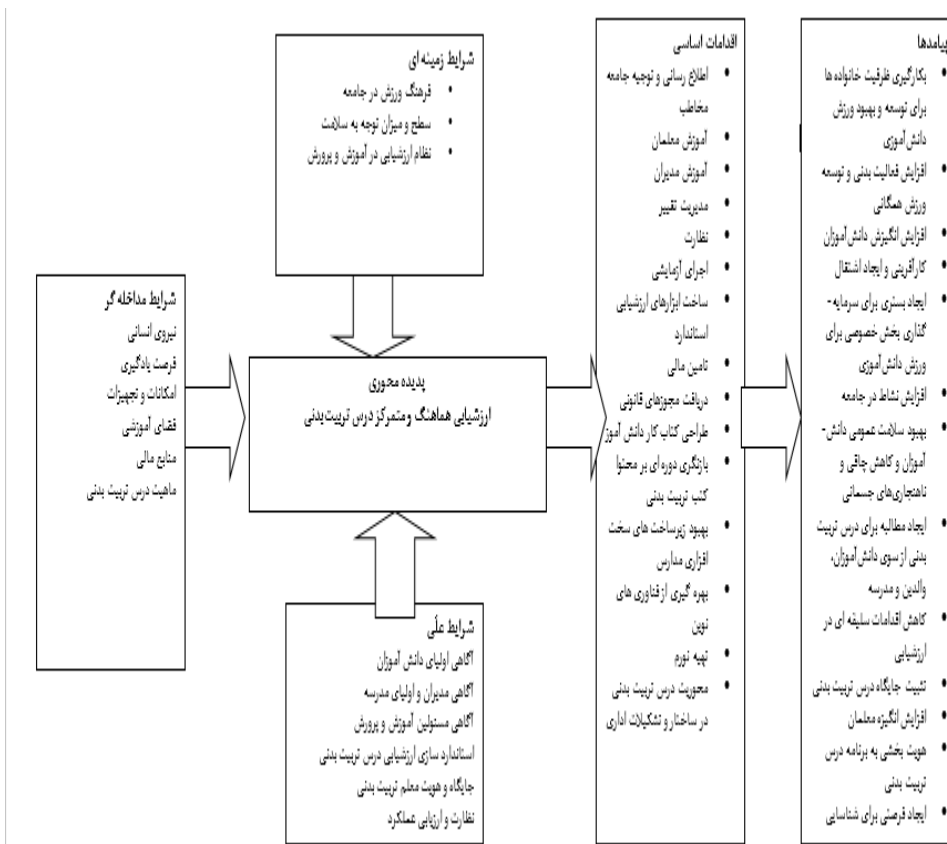 پیامدها
بکارگیری ظرفیت خانواده ها
برای توسعه و بهبود ورزش
دانش‌آموزی
افزایش فعالیت بدنی و توسعه
ورزش همگانی
افزایش انگیزش دانش‌آموزان
کارآفرینی و ایجاد اشتغال
ایجاد بستری برای سرمایه-
گذاری بخش خصوصی برای
ورزش دانش‌آموزی
افزایش نشاط در جامعه
بهبود سلامت عمومی دانش-
آموزان و کاهش چاقی و
ناهنجاری‌های جسمانی
ایجاد مطالبه برای درس تربیت
بدنی از سوی دانش‌آموزان،
والدین و مدرسه
کاهش اقدامات سلیقه ای در
ارزشیابی
تثبیت جایگاه درس تربیت بدنی
افزایش انگیزه معلمان
هویت بخشی به برنامه درس
تربیت بدنی
ایجاد فرصتی برای شناسایی
اقدامات اساسی
اطلاع رسانی و توجیه جامعه
مخاطب
آموزش معلمان
آموزش مدیران
مدیریت تغییر
نظارت
اجرای آزمایشی
ساخت ابزارهای ارزشیابی
استاندارد
تامین مالی
دریافت مجوزهای قانونی
طراحی کتاب کار دانش آموز
بازنگری دوره ای بر محتوا
کتب تربیت بدنی
بهبود زیرساخت های سخت
افزاری مدارس
بهره گیری از فناوری های
نوین
تهیه نورم
محوریت درس تربیت بدنی
در ساختار و تشکیلات اداری
شرایط زمینه ای
فرهنگ ورزش در جامعه
سطح و میزان توجه به سلامت
نظام ارزشیابی در آموزش و پرورش
پدیده محوری
ارزشیابی هماهنگ و متمرکز درس تربیت‌بدنی
شرایط علّی
آگاهی اولیای دانش آموزان
آگاهی مدیران و اولیای مدرسه
آگاهی مسئولین آموزش و پرورش
استاندارد سازی ارزشیابی درس تربیت بدنی
جایگاه و هویت معلم تربیت بدنی
نظارت و ارزیابی عملکرد
شرایط مداخله گر
نیروی انسانی
فرصت یادگیری
امکانات و تجهیزات
فضای آموزشی
منابع مالی
ماهیت درس تربیت بدنی